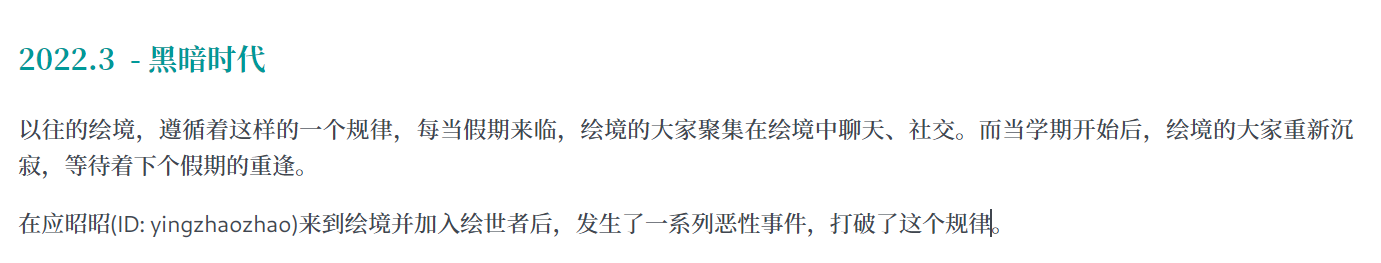 2022.3 - 黑暗时代
以往的绘境，遵循着这样的一个规律，每当假期来临，绘境的大家聚集在绘境中聊天、社交。而当学期开始后，绘境的大家重新沉
寂，等待着下个假期的重逢。
在应昭昭(ID: yingzhaozhao)来到绘境并加入绘世者后，发生了一系列恶性事件，打破了这个规律。